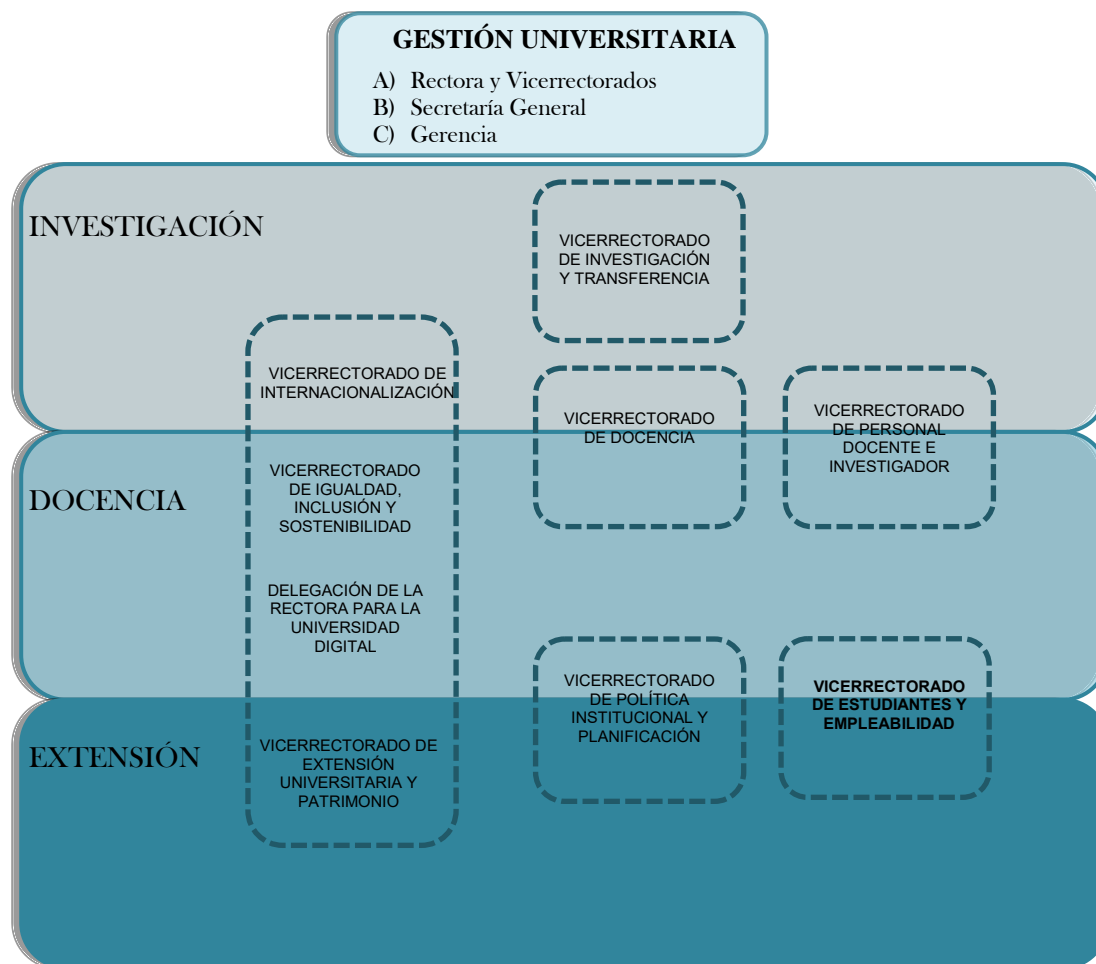 GESTIÓN UNIVERSITARIA
A) Rectora y Vicerrectorados
B) Secretaría General
C) Gerencia
INVESTIGACIÓN
VICERRECTORADO
DE INVESTIGACIÓN
Y TRANSFERENCIA
VICERRECTORADO DE
INTERNACIONALIZACIÓN
VICERRECTORADO
DE DOCENCIA
VICERRECTORADO
DE PERSONAL
DOCENTE E
INVESTIGADOR
DOCENCIA
VICERRECTORADO
DE IGUALDAD,
INCLUSIÓN Y
SOSTENIBILIDAD
DELEGACIÓN DE LA
RECTORA PARA LA
UNIVERSIDAD
DIGITAL
VICERRECTORADO
DE POLÍTICA
INSTITUCIONAL Y
PLANIFICACIÓN
VICERRECTORADO
DE ESTUDIANTES Y
EMPLEABILIDAD
EXTENSIÓN
VICERRECTORADO DE
EXTENSIÓN
UNIVERSITARIA Y
PATRIMONIO